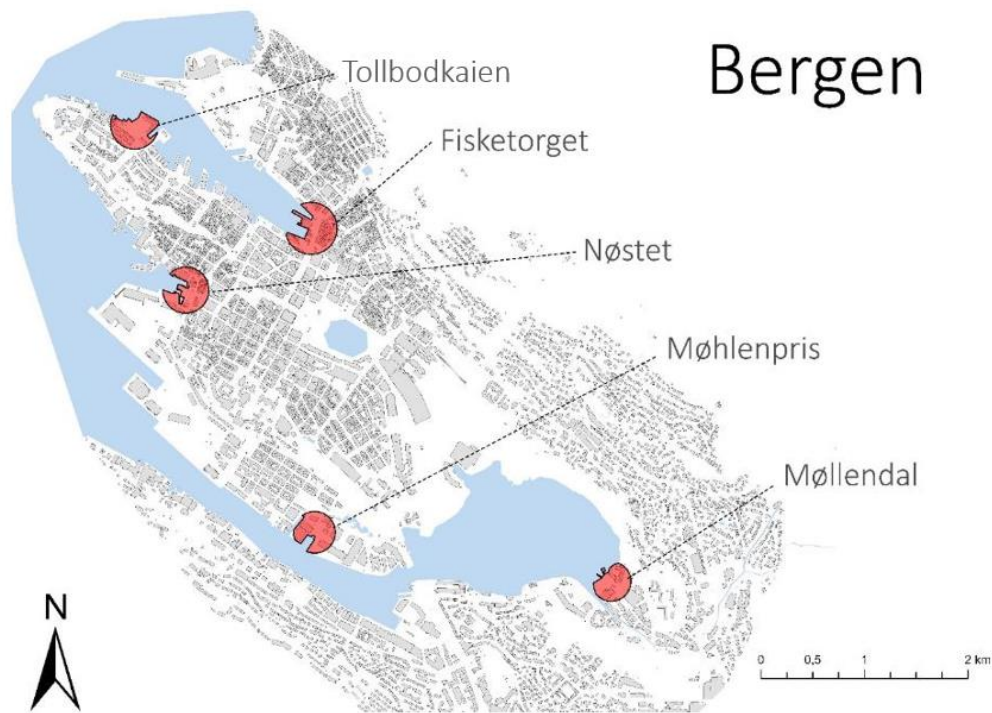 Bergen
Tollbodkaien
Fisketorget
Nøstet
Møhlenpris
Møllendal
N
0 0,5 1 2 km